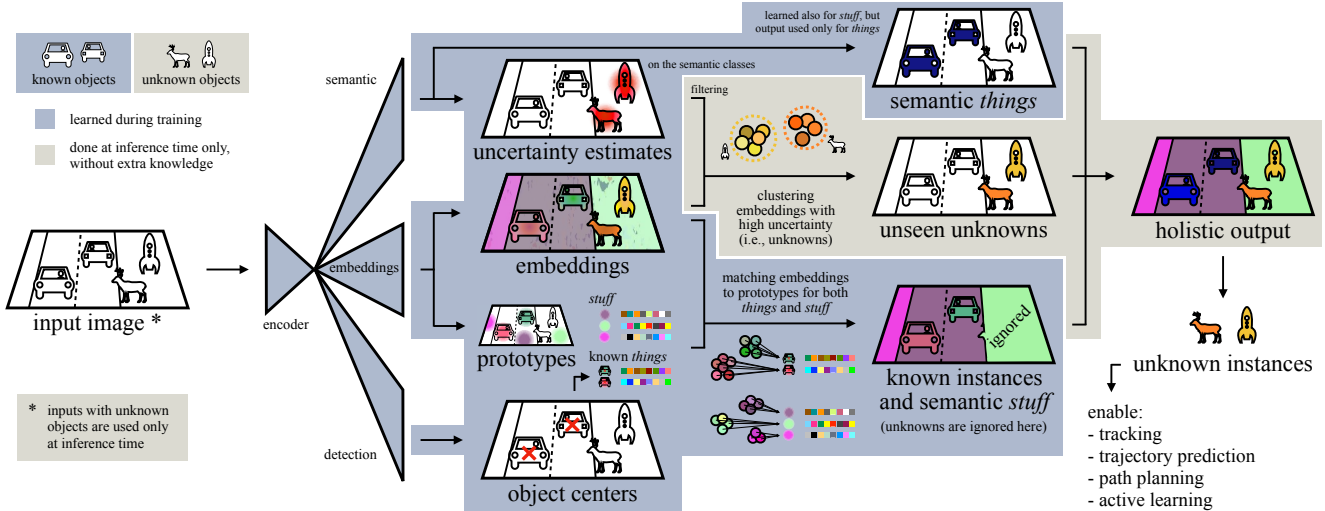 known objects
unknown objects
learned during training
done at inference time only,
without extra knowledge
input image *
* inputs with unknown
objects are used only
at inference time
encoder
semantic
embeddings
detection
on the semantic classes
uncertainty estimates
embeddings
prototypes
stuff
known things
object centers
learned also for stuff, but
output used only for things
semantic things
filtering
clustering
embeddings with
high uncertainty
(i.e., unknowns)
unseen unknowns
matching embeddings
to prototypes for both
things and stuff
ignored
known instances
and semantic stuff
(unknowns are ignored here)
holistic output
unknown instances
enable:
- tracking
- trajectory prediction
- path planning
- active learning